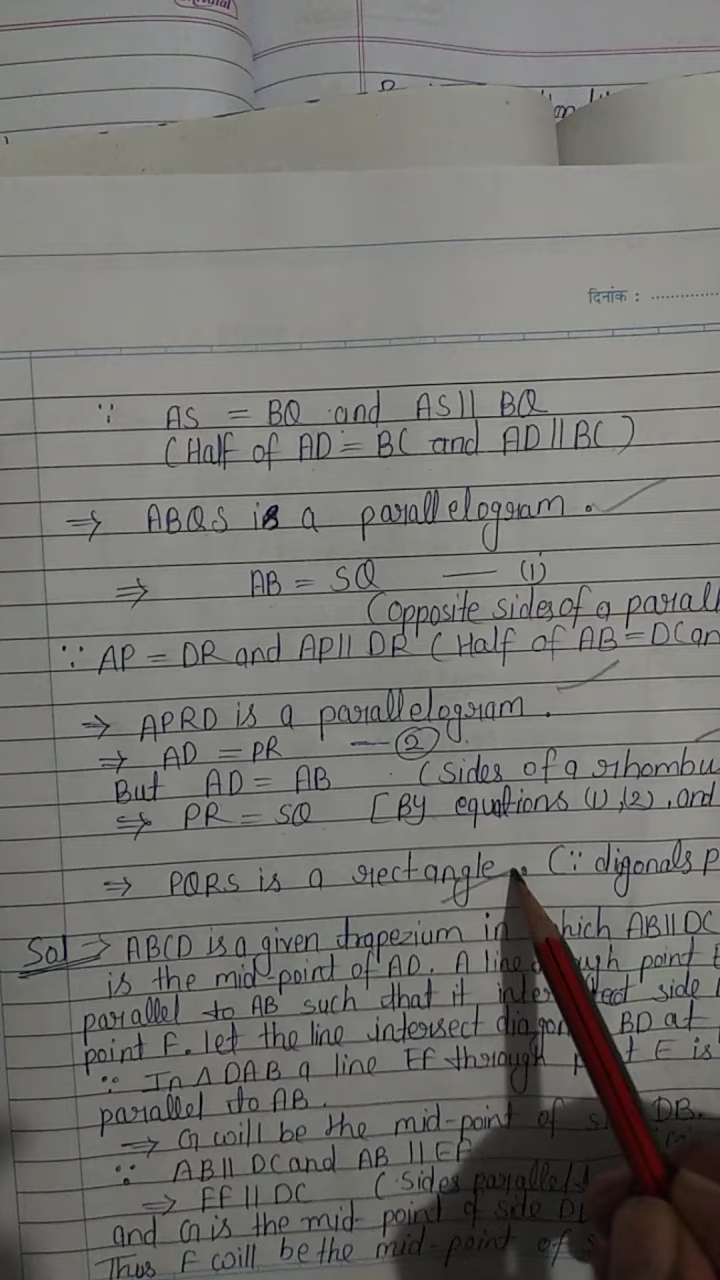 दिनांक : ............
∵ AS = BQ and AS || BQ
(Half of AD = BC and AD || BC)
⇒ ABQS is a parallelogram.
⇒ AB = SQ — (1)
(Opposite sides of a parall
∵ AP = DR and AP || DR (Half of AB = DC an
⇒ APRD is a parallelogram.
⇒ AD = PR — ②
But AD = AB (Sides of a rhombu
⇒ PR = SQ [By equations (1), (2), and
⇒ PQRS is a rectangle. (∵ digonals p
Sol → ABCD is a given trapezium in which AB || DC
is the mid-point of AD. A line through point E
parallel to AB such that it intersect side
point F. let the line intersect diagonal BD at
∵ In Δ DAB a line EF through point E is
parallel to AB.
⇒ G will be the mid-point of DB.
∵ AB || DC and AB || EF
⇒ EF || DC (Sides parallel
and G is the mid-point of side
Thus F will be the mid-point of